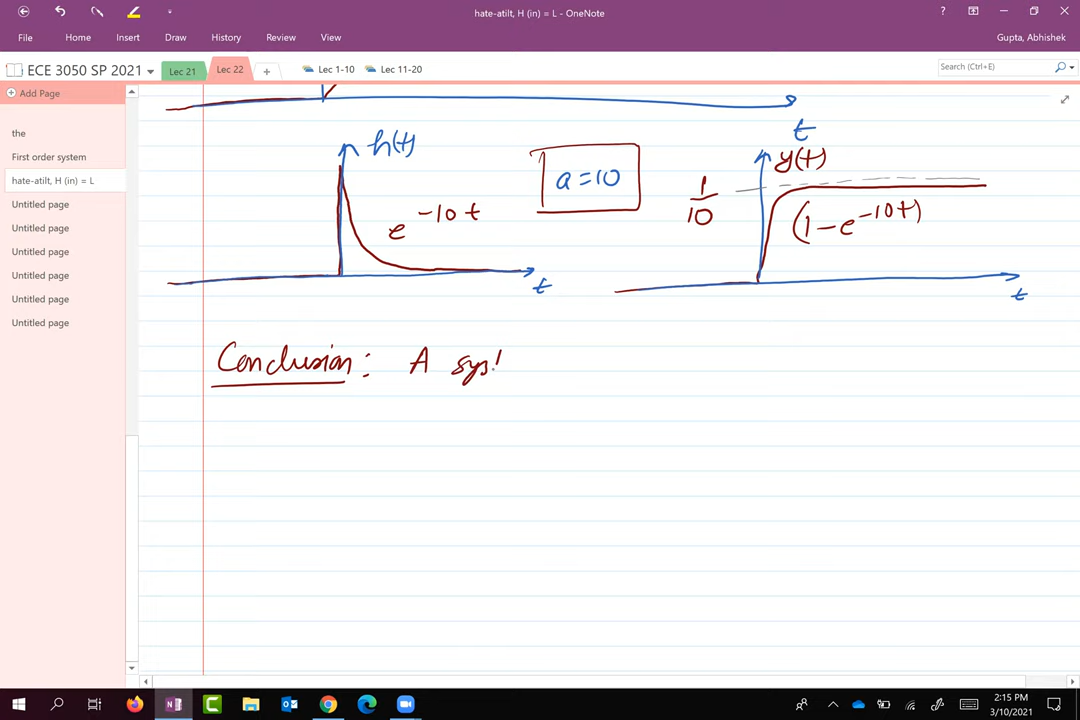 hate-atilt, H (in) = L - OneNote
File Home Insert Draw History Review View
Gupta, Abhishek
ECE 3050 SP 2021
Lec 21
Lec 22
Lec 1-10
Lec 11-20
Search (Ctrl+E)
Add Page
the
First order system
hate-atilt, H (in) = L
Untitled page
Untitled page
Untitled page
Untitled page
Untitled page
Untitled page
t
h(t)
a = 10
y(t)
1/10
e^{-10t}
(1-e^{-10t})
t
t
Conclusion: A sys
2:15 PM
3/10/2021